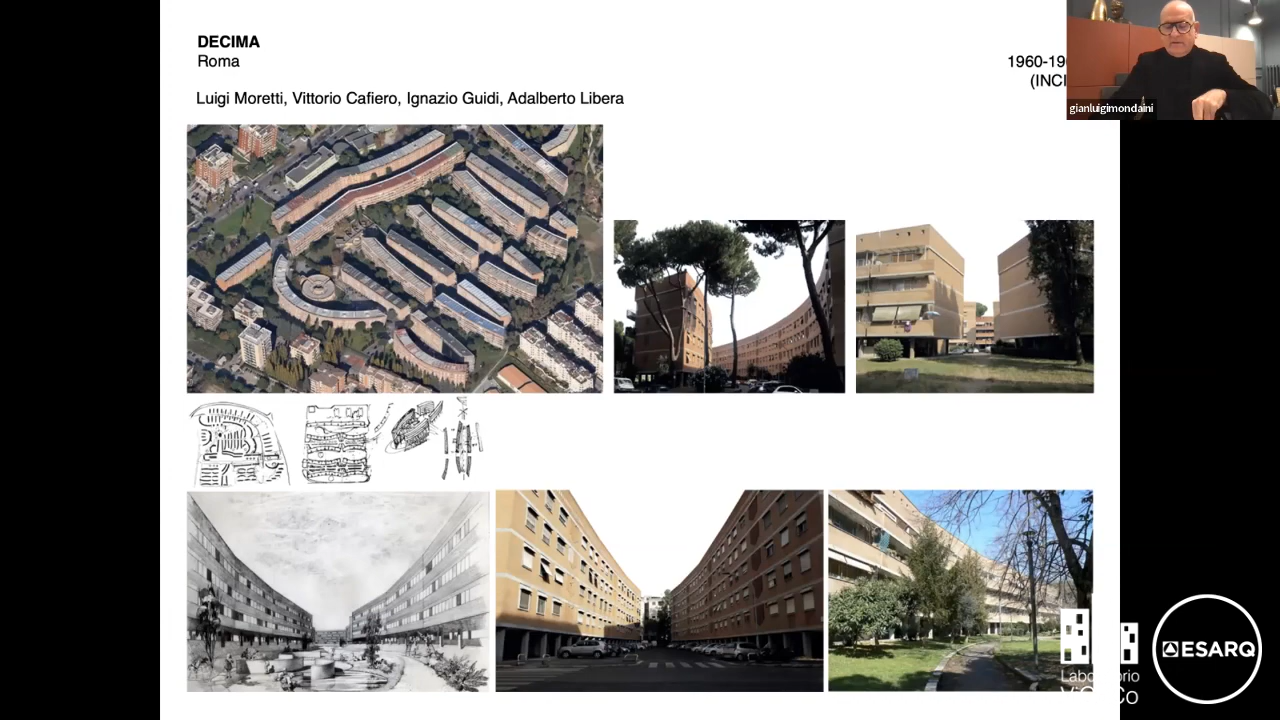 DECIMA
Roma
Luigi Moretti, Vittorio Cafiero, Ignazio Guidi, Adalberto Libera
gianluigimondaini
ESARQ